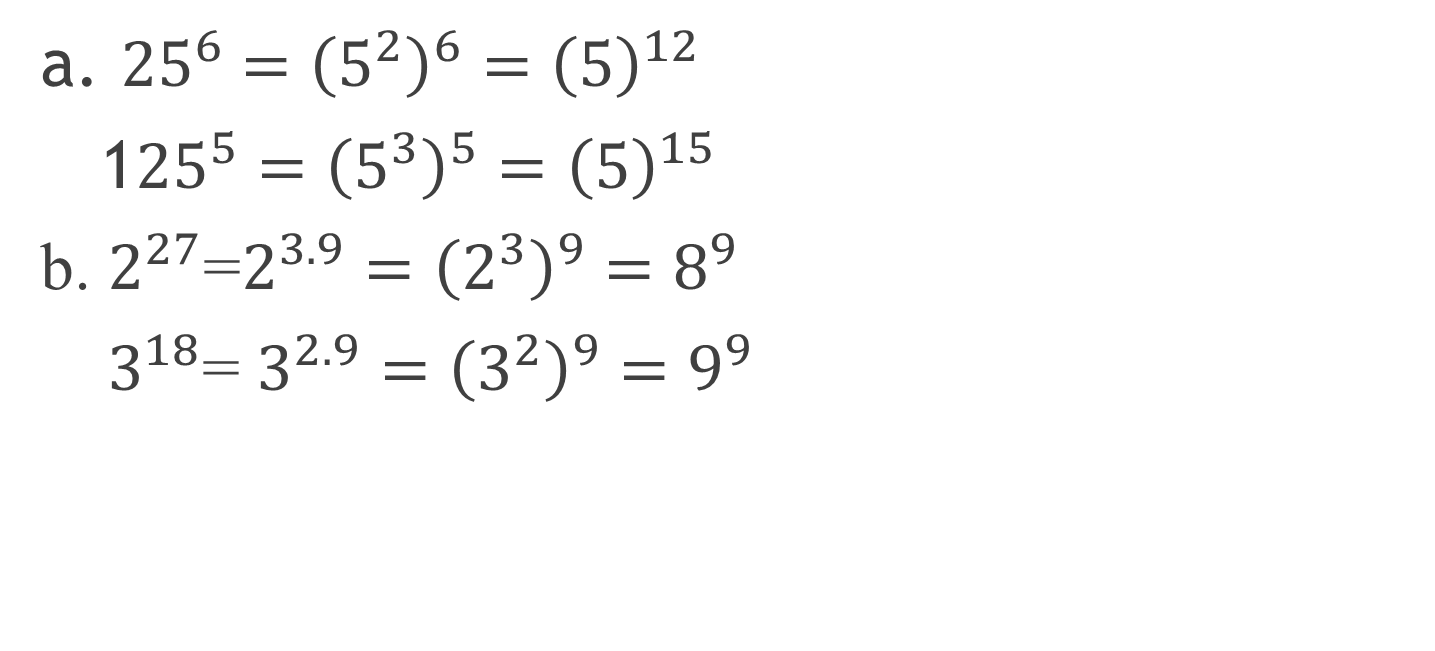 a. 25⁶ = (5²)⁶ = (5)¹²
125⁵ = (5³)⁵ = (5)¹⁵
b. 2²⁷=2³·⁹ = (2³)⁹ = 8⁹
3¹⁸= 3²·⁹ = (3²)⁹ = 9⁹